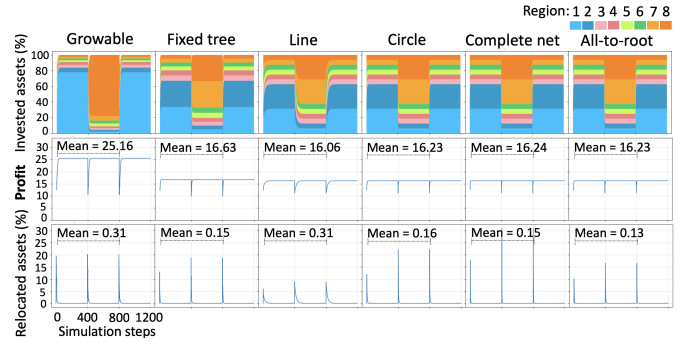 Region: 1 2 3 4 5 6 7 8
Growable Fixed tree Line Circle Complete net All-to-root
Invested assets (%)
100
80
60
40
20
0
Profit
30
25
20
15
10
5
0
Mean = 25.16 Mean = 16.63 Mean = 16.06 Mean = 16.23 Mean = 16.24 Mean = 16.23
Relocated assets (%)
30
25
20
15
10
5
0
Mean = 0.31 Mean = 0.15 Mean = 0.31 Mean = 0.16 Mean = 0.15 Mean = 0.13
0 400 800 1200
Simulation steps